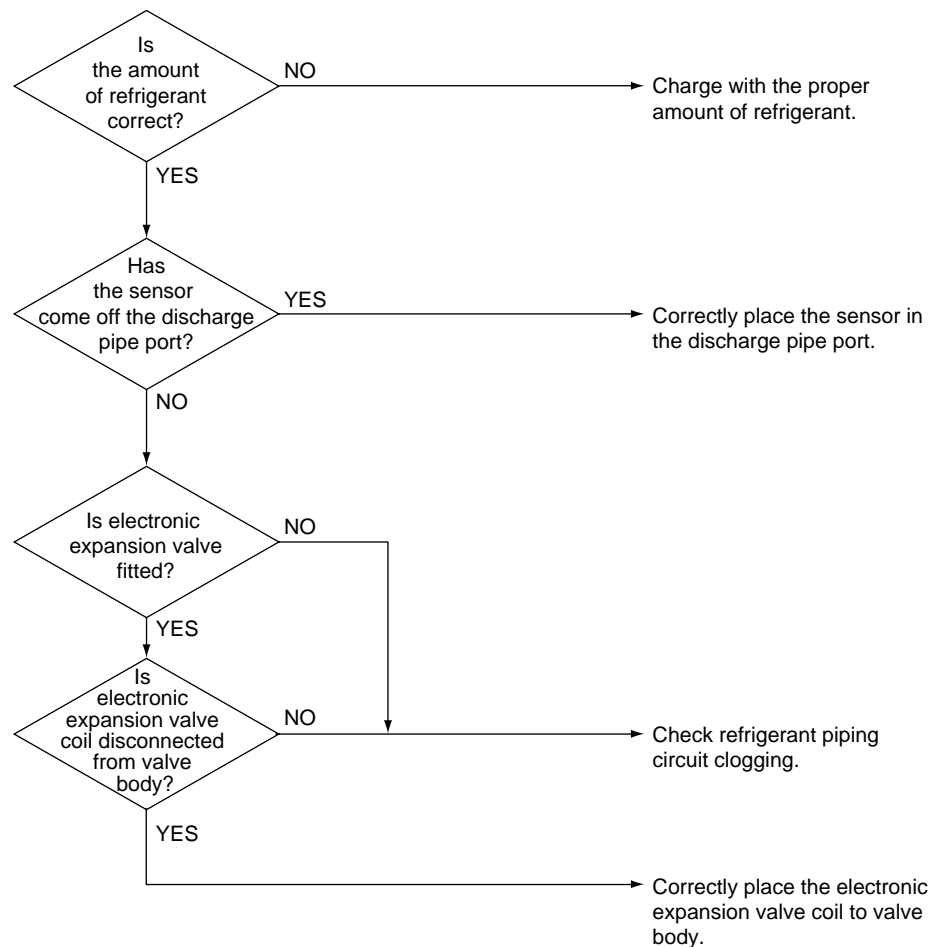 Is
the amount
of refrigerant
correct?
NO
Charge with the proper
amount of refrigerant.
YES
Has
the sensor
come off the discharge
pipe port?
YES
Correctly place the sensor in
the discharge pipe port.
NO
Is electronic
expansion valve
fitted?
NO
YES
Is
electronic
expansion valve
coil disconnected
from valve
body?
NO
Check refrigerant piping
circuit clogging.
YES
Correctly place the electronic
expansion valve coil to valve
body.